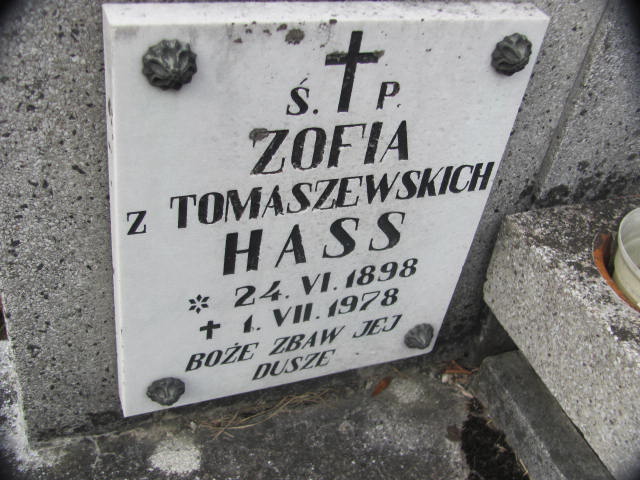 Ś. P.
ZOFIA
Z TOMASZEWSKICH
HASS
* 24. VI. 1898
✝ 1. VII. 1978
BOŻE ZBAW JEJ
DUSZE